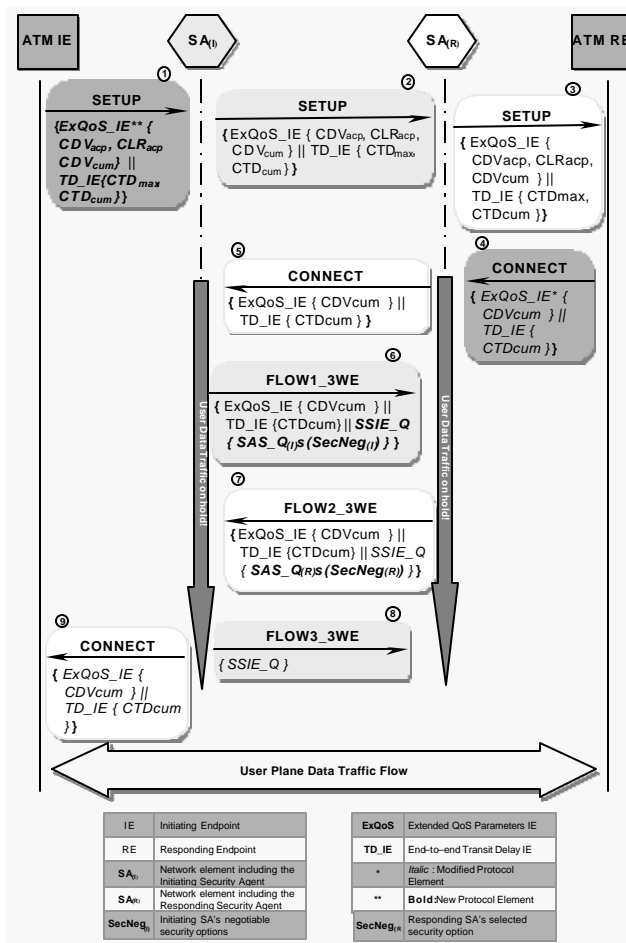 ATM IE
SA(I)
SA(R)
ATM RE
1
SETUP
{ExQoS_IE** {
CDVacp, CLRacp
CDVcum} ||
TD_IE{CTDmax
CTDcum}}
2
SETUP
{ ExQoS_IE { CDVacp, CLRacp,
CDVcum} || TD_IE { CTDmax,
CTDcum } }
3
SETUP
{ ExQoS_IE {
CDVacp, CLRacp,
CDVcum } ||
TD_IE { CTDmax,
CTDcum }}
4
CONNECT
{ ExQoS_IE* {
CDVcum } ||
TD_IE {
CTDcum }}
5
CONNECT
{ ExQoS_IE { CDVcum } ||
TD_IE { CTDcum } }
6
FLOW1_3WE
{ ExQoS_IE { CDVcum } ||
TD_IE {CTDcum} || SSIE_Q
{ SAS_Q(I)s (SecNeg(I) ) } }
7
FLOW2_3WE
{ExQoS_IE { CDVcum } ||
TD_IE {CTDcum} || SSIE_Q
{ SAS_Q(R)s (SecNeg(R) ) }}
User Data Traffic on hold!
User Data Traffic on hold!
8
FLOW3_3WE
{ SSIE_Q }
9
CONNECT
{ ExQoS_IE {
CDVcum } ||
TD_IE { CTDcum
} }
User Plane Data Traffic Flow
IE Initiating Endpoint
RE Responding Endpoint
SA(I) Network element including the
Initiating Security Agent
SA(R) Network element including the
Responding Security Agent
SecNeg(I) Initiating SA's negotiable
security options
ExQoS Extended QoS Parameters IE
TD_IE End-to-end Transit Delay IE
* Italic : Modified Protocol
Element
** Bold:New Protocol Element
SecNeg(R Responding SA's selected
security option